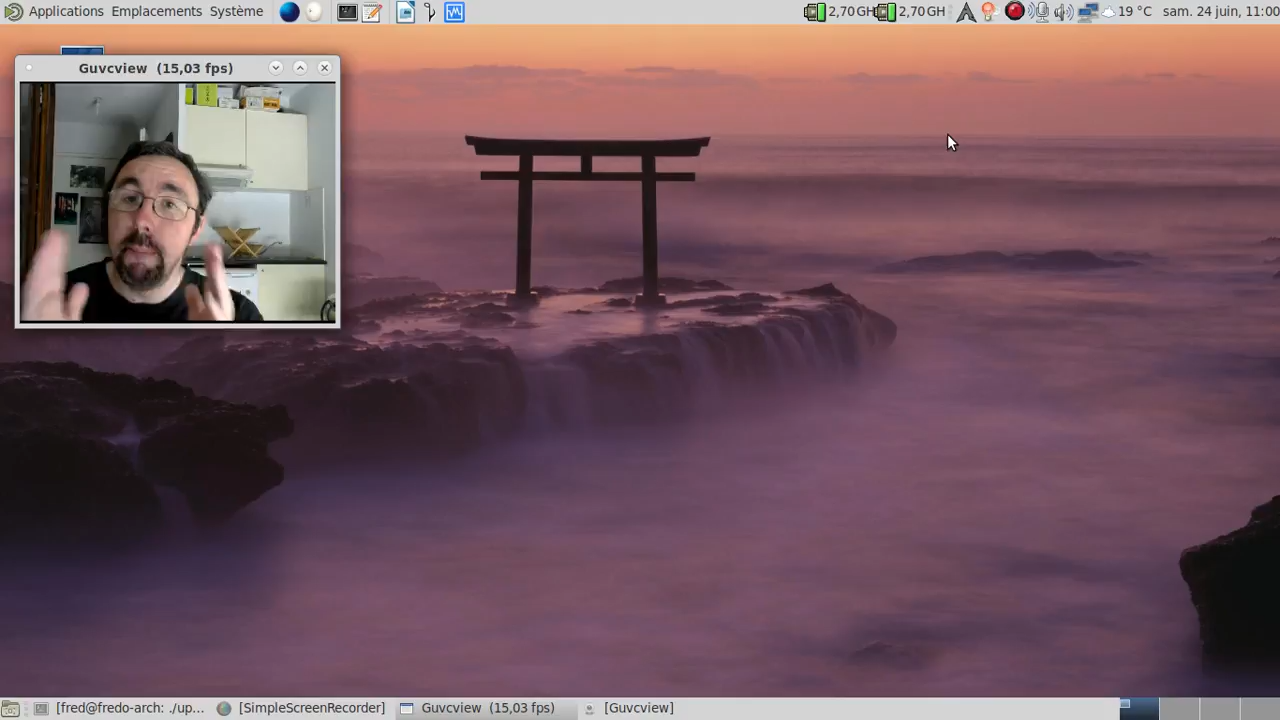 Applications Emplacements Système 2,70 GH 2,70 GH 19 °C sam. 24 juin, 11:00
Guvcview (15,03 fps)
[fred@fredo-arch: ./up... [SimpleScreenRecorder] Guvcview (15,03 fps) [Guvcview]